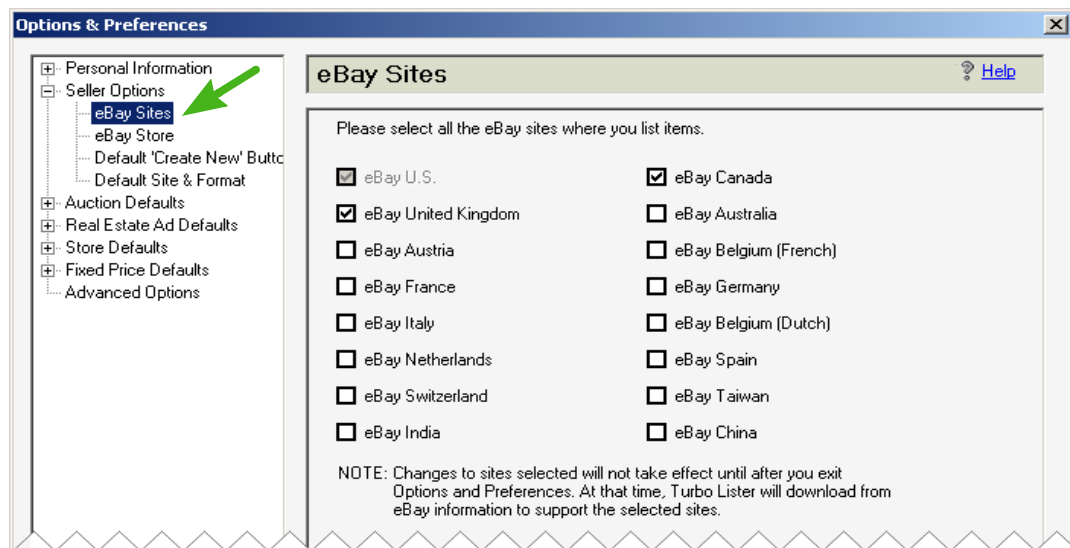 Options & Preferences
Personal Information
Seller Options
eBay Sites
eBay Store
Default 'Create New' Butto
Default Site & Format
Auction Defaults
Real Estate Ad Defaults
Store Defaults
Fixed Price Defaults
Advanced Options
eBay Sites
? Help
Please select all the eBay sites where you list items.
eBay U.S. eBay Canada
eBay United Kingdom eBay Australia
eBay Austria eBay Belgium (French)
eBay France eBay Germany
eBay Italy eBay Belgium (Dutch)
eBay Netherlands eBay Spain
eBay Switzerland eBay Taiwan
eBay India eBay China
NOTE: Changes to sites selected will not take effect until after you exit
Options and Preferences. At that time, Turbo Lister will download from
eBay information to support the selected sites.